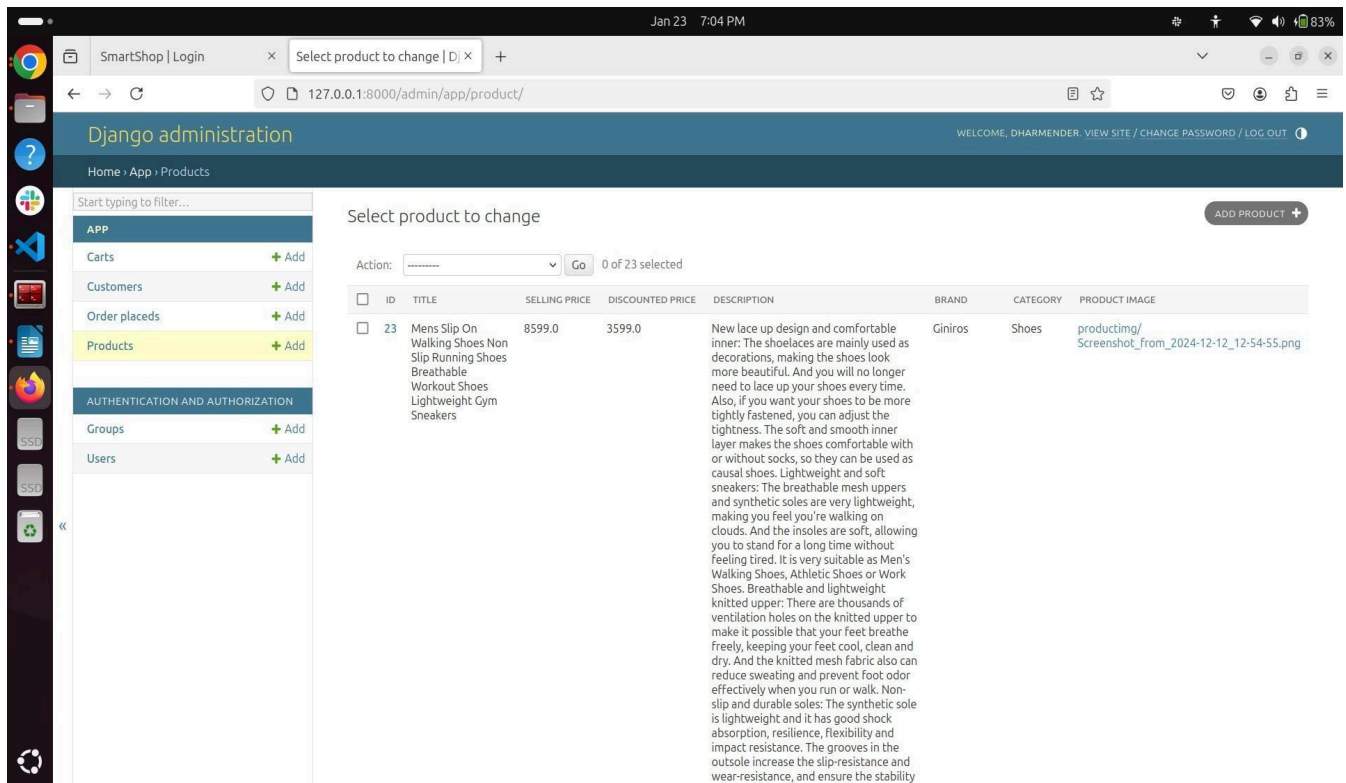 Jan 23 7:04 PM
83%
SmartShop | Login
Select product to change | Dj
127.0.0.1:8000/admin/app/product/
Django administration
WELCOME, DHARMENDER. VIEW SITE / CHANGE PASSWORD / LOG OUT
Home › App › Products
Start typing to filter...
APP
Carts + Add
Customers + Add
Order placeds + Add
Products + Add
AUTHENTICATION AND AUTHORIZATION
Groups + Add
Users + Add
«
SSD
SSD
Select product to change
ADD PRODUCT +
Action: --------- Go 0 of 23 selected
ID TITLE SELLING PRICE DISCOUNTED PRICE DESCRIPTION BRAND CATEGORY PRODUCT IMAGE
23
Mens Slip On
Walking Shoes Non
Slip Running Shoes
Breathable
Workout Shoes
Lightweight Gym
Sneakers
8599.0
3599.0
New lace up design and comfortable
inner: The shoelaces are mainly used as
decorations, making the shoes look
more beautiful. And you will no longer
need to lace up your shoes every time.
Also, if you want your shoes to be more
tightly fastened, you can adjust the
tightness. The soft and smooth inner
layer makes the shoes comfortable with
or without socks, so they can be used as
causal shoes. Lightweight and soft
sneakers: The breathable mesh uppers
and synthetic soles are very lightweight,
making you feel you're walking on
clouds. And the insoles are soft, allowing
you to stand for a long time without
feeling tired. It is very suitable as Men's
Walking Shoes, Athletic Shoes or Work
Shoes. Breathable and lightweight
knitted upper: There are thousands of
ventilation holes on the knitted upper to
make it possible that your feet breathe
freely, keeping your feet cool, clean and
dry. And the knitted mesh fabric also can
reduce sweating and prevent foot odor
effectively when you run or walk. Non-
slip and durable soles: The synthetic sole
is lightweight and it has good shock
absorption, resilience, flexibility and
impact resistance. The grooves in the
outsole increase the slip-resistance and
wear-resistance, and ensure the stability
Giniros
Shoes
productimg/
Screenshot_from_2024-12-12_12-54-55.png